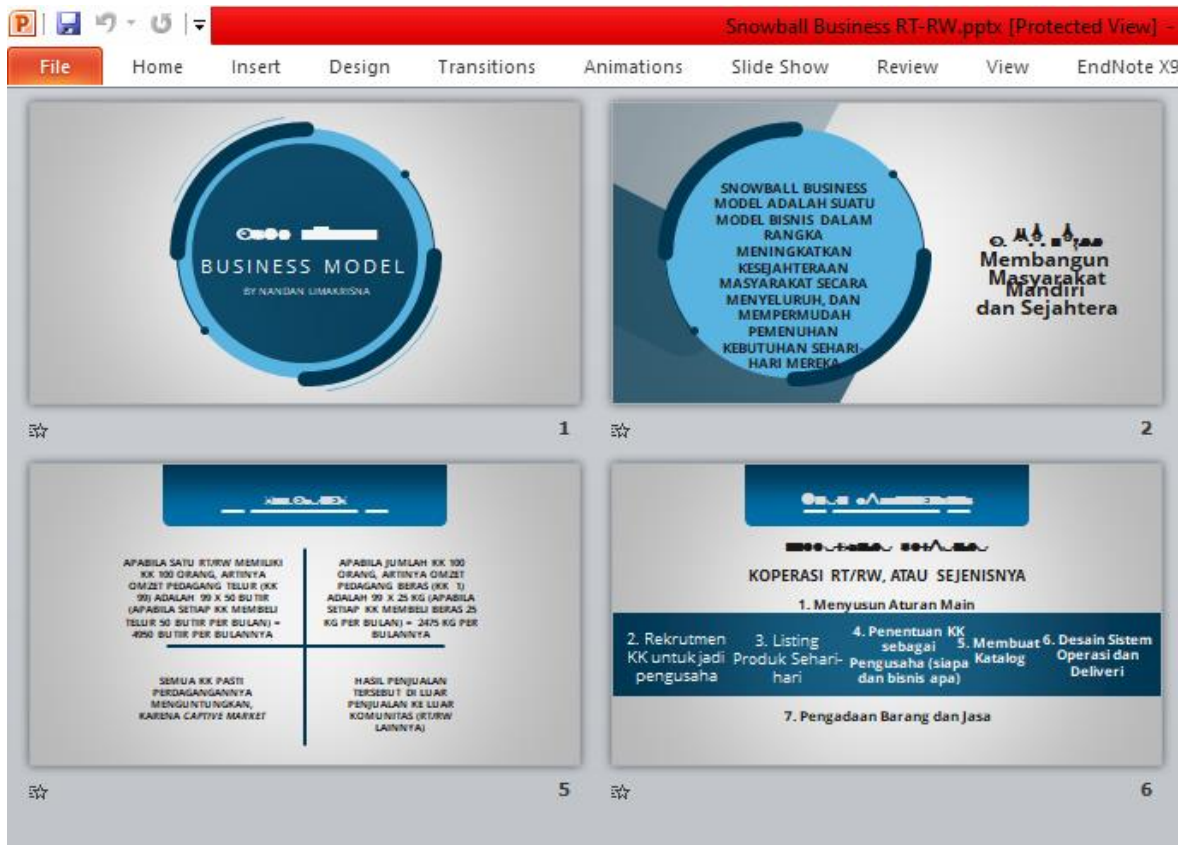 Snowball Business RT-RW.pptx [Protected View] -
File Home Insert Design Transitions Animations Slide Show Review View EndNote X9
BUSINESS MODEL
BY NANDAN LIMAKRISNA
1
SNOWBALL BUSINESS
MODEL ADALAH SUATU
MODEL BISNIS DALAM
RANGKA
MENINGKATKAN
KESEJAHTERAAN
MASYARAKAT SECARA
MENYELURUH, DAN
MEMPERMUDAH
PEMENUHAN
KEBUTUHAN SEHARI-
HARI MEREKA
Membangun
Masyarakat
Mandiri
dan Sejahtera
2
APABILA SATU RT/RW MEMILIKI
KK 100 ORANG, ARTINYA
OMZET PEDAGANG TELUR (KK
99) ADALAH 99 X 50 BUTIR
(APABILA SETIAP KK MEMBELI
TELUR 50 BUTIR PER BULAN) =
4950 BUTIR PER BULANNYA
APABILA JUMLAH KK 100
ORANG, ARTINYA OMZET
PEDAGANG BERAS (KK 1)
ADALAH 99 X 25 KG (APABILA
SETIAP KK MEMBELI BERAS 25
KG PER BULAN) = 2475 KG PER
BULANNYA
SEMUA KK PASTI
PERDAGANGANNYA
MENGUNTUNGKAN,
KARENA CAPTIVE MARKET
HASIL PENJUALAN
TERSEBUT DI LUAR
PENJUALAN KE LUAR
KOMUNITAS (RT/RW
LAINNYA)
5
KOPERASI RT/RW, ATAU SEJENISNYA
1. Menyusun Aturan Main
2. Rekrutmen
KK untuk jadi
pengusaha
3. Listing
Produk Sehari-
hari
4. Penentuan KK
sebagai
Pengusaha (siapa
dan bisnis apa)
5. Membuat
Katalog
6. Desain Sistem
Operasi dan
Deliveri
7. Pengadaan Barang dan Jasa
6